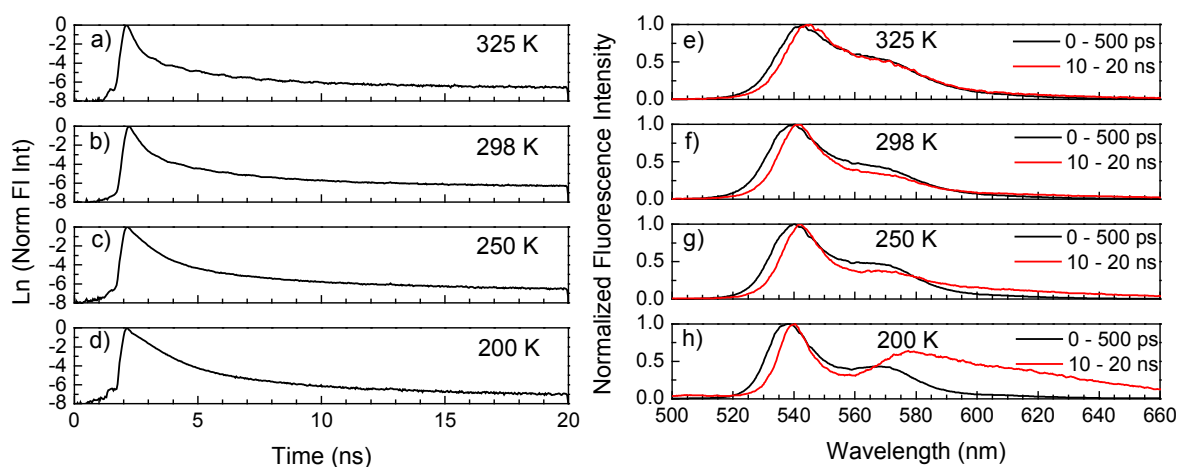 Ln (Norm Fl Int)
0
-2
-4
-6
-8
a)
325 K
0
-2
-4
-6
-8
b)
298 K
0
-2
-4
-6
-8
c)
250 K
0
-2
-4
-6
-8
d)
200 K
0 5 10 15 20
Time (ns)
Normalized Fluorescence Intensity
1.0
0.5
0.0
e)
325 K
0 - 500 ps
10 - 20 ns
1.0
0.5
0.0
f)
298 K
0 - 500 ps
10 - 20 ns
1.0
0.5
0.0
g)
250 K
0 - 500 ps
10 - 20 ns
1.0
0.5
0.0
h)
200 K
0 - 500 ps
10 - 20 ns
500 520 540 560 580 600 620 640 660
Wavelength (nm)